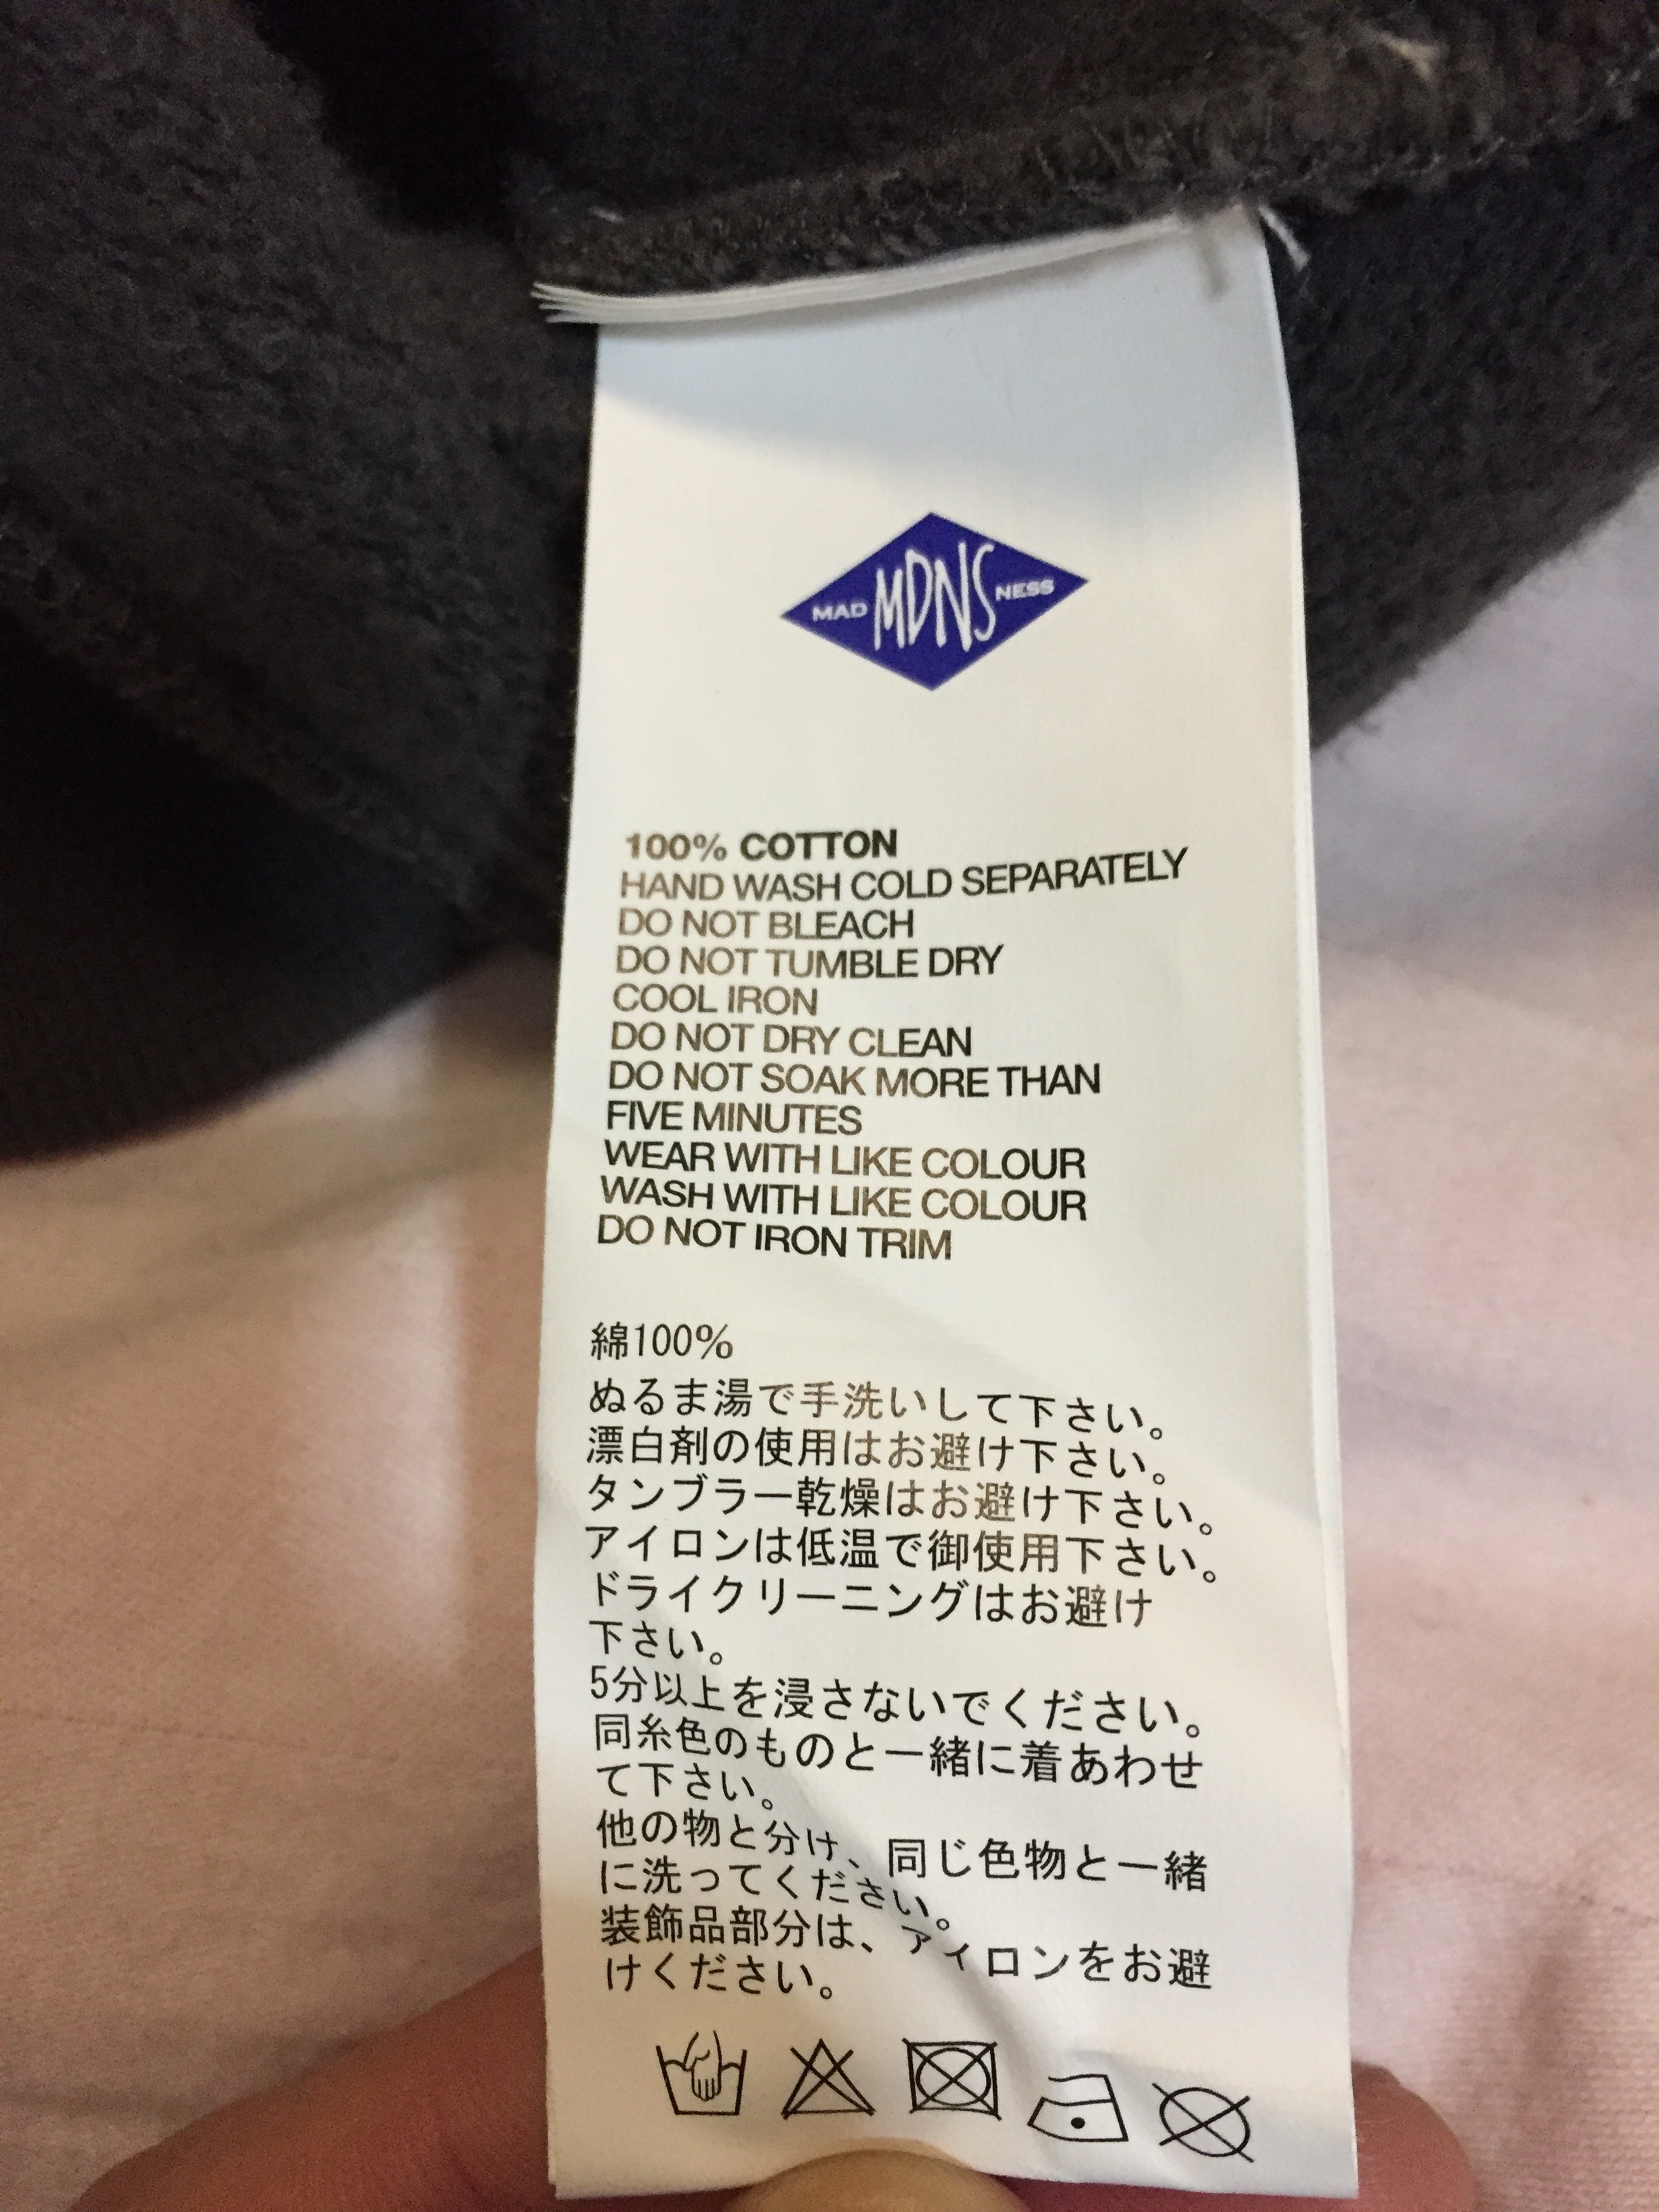 MAD MDNS NESS
100% COTTON
HAND WASH COLD SEPARATELY
DO NOT BLEACH
DO NOT TUMBLE DRY
COOL IRON
DO NOT DRY CLEAN
DO NOT SOAK MORE THAN
FIVE MINUTES
WEAR WITH LIKE COLOUR
WASH WITH LIKE COLOUR
DO NOT IRON TRIM
綿100%
ぬるま湯で手洗いして下さい。
漂白剤の使用はお避け下さい。
タンブラー乾燥はお避け下さい。
アイロンは低温で御使用下さい。
ドライクリーニングはお避け
下さい。
5分以上を浸さないでください。
同糸色のものと一緒に着あわせ
て下さい。
他の物と分け、同じ色物と一緒
に洗ってください。
装飾品部分は、アイロンをお避
けください。